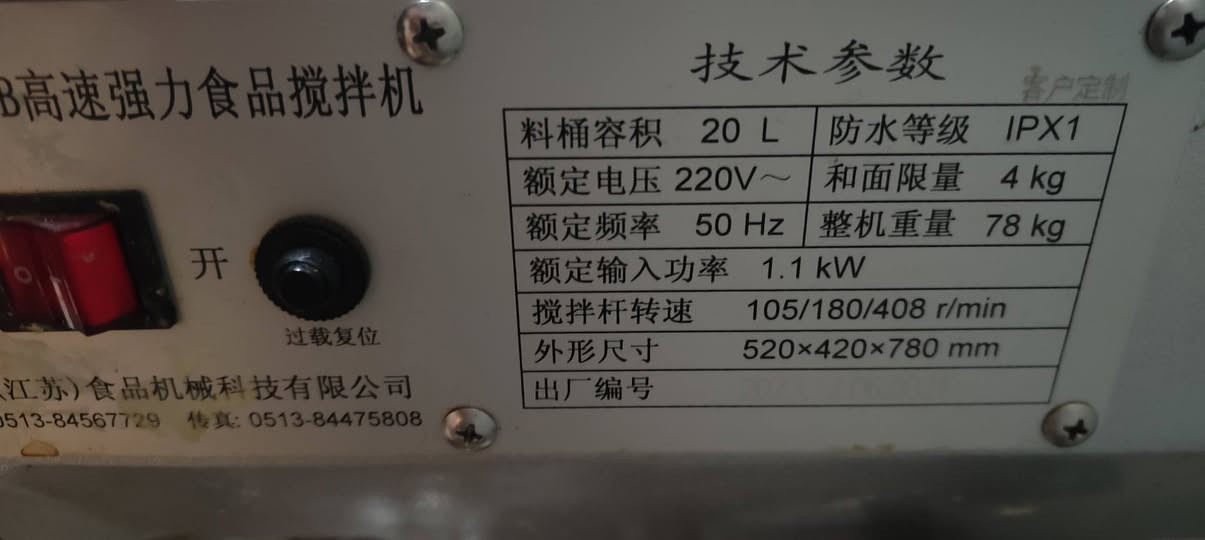 B高速强力食品搅拌机
开
过载复位
(江苏)食品机械科技有限公司
0513-84567729 传真: 0513-84475808
技术参数
客户定制
料桶容积 20 L 防水等级 IPX1
额定电压 220V～ 和面限量 4 kg
额定频率 50 Hz 整机重量 78 kg
额定输入功率 1.1 kW
搅拌杆转速 105/180/408 r/min
外形尺寸 520×420×780 mm
出厂编号